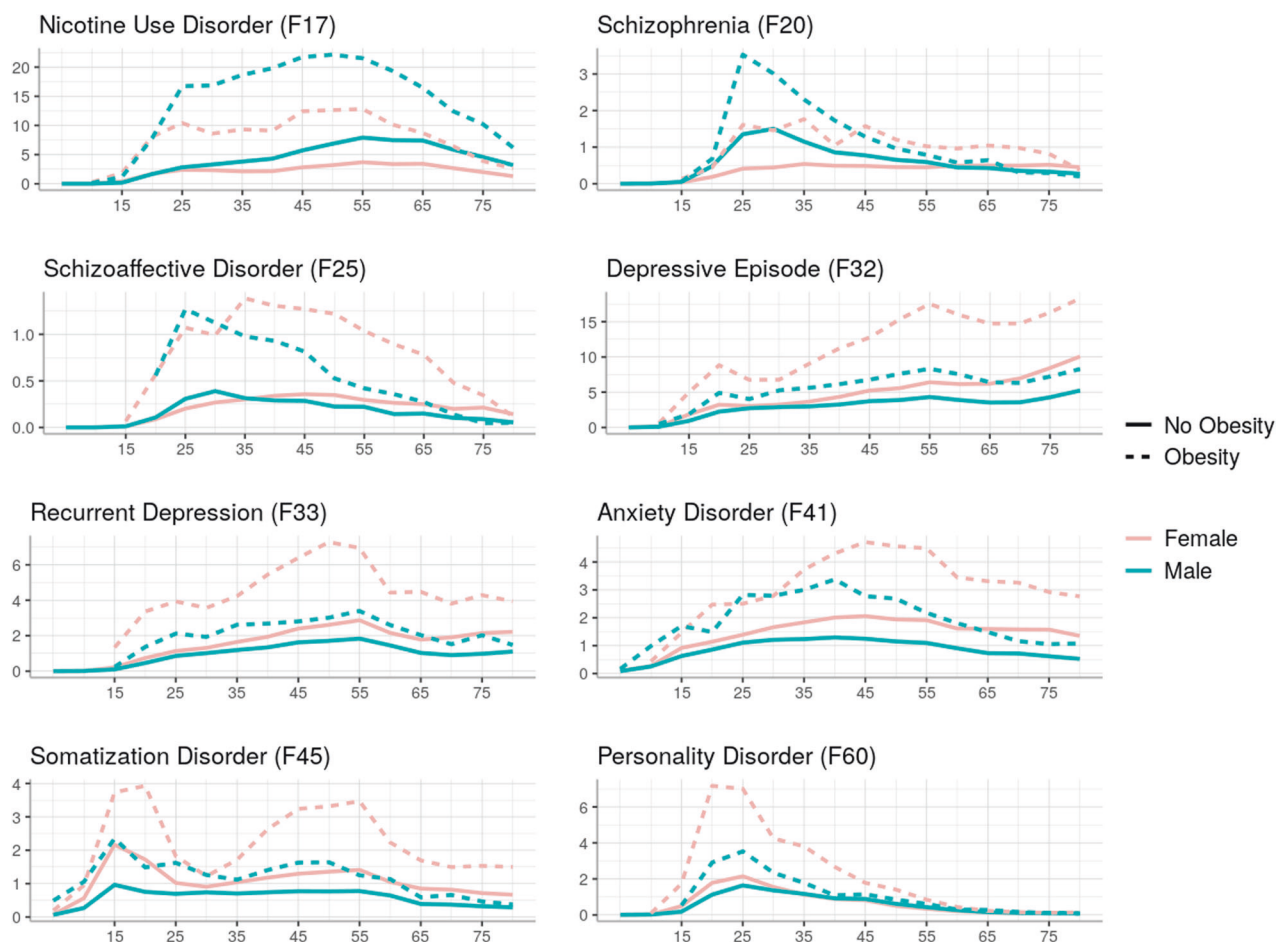 Nicotine Use Disorder (F17)
20
15
10
5
0
15 25 35 45 55 65 75
Schizophrenia (F20)
3
2
1
0
15 25 35 45 55 65 75
Schizoaffective Disorder (F25)
1.0
0.5
0.0
15 25 35 45 55 65 75
Depressive Episode (F32)
15
10
5
0
15 25 35 45 55 65 75
Recurrent Depression (F33)
6
4
2
0
15 25 35 45 55 65 75
Anxiety Disorder (F41)
4
3
2
1
0
15 25 35 45 55 65 75
Somatization Disorder (F45)
4
3
2
1
0
15 25 35 45 55 65 75
Personality Disorder (F60)
6
4
2
0
15 25 35 45 55 65 75
No Obesity
Obesity
Female
Male